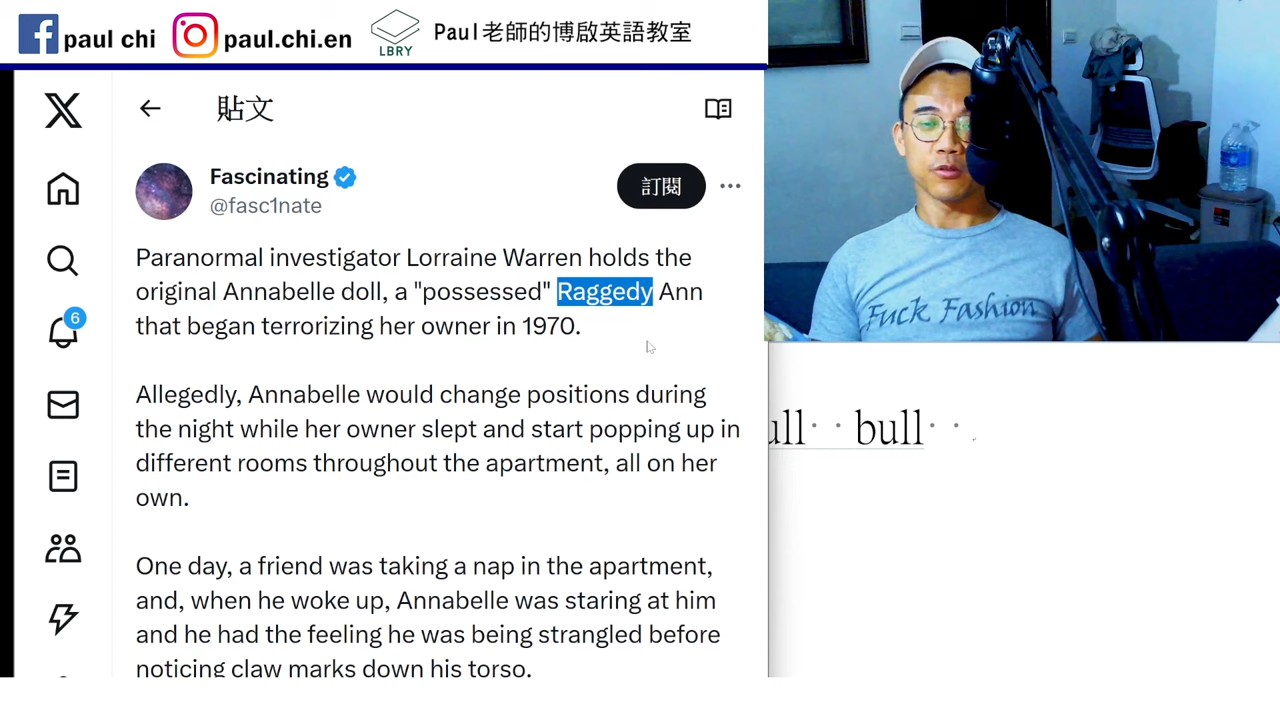 paul chi
paul.chi.en
LBRY
Paul老師的博啟英語教室
貼文
Fascinating
@fasc1nate
訂閱
Paranormal investigator Lorraine Warren holds the
original Annabelle doll, a "possessed" Raggedy Ann
that began terrorizing her owner in 1970.
6
Allegedly, Annabelle would change positions during
the night while her owner slept and start popping up in
different rooms throughout the apartment, all on her
own.
One day, a friend was taking a nap in the apartment,
and, when he woke up, Annabelle was staring at him
and he had the feeling he was being strangled before
noticing claw marks down his torso.
Fuck Fashion
ull bull